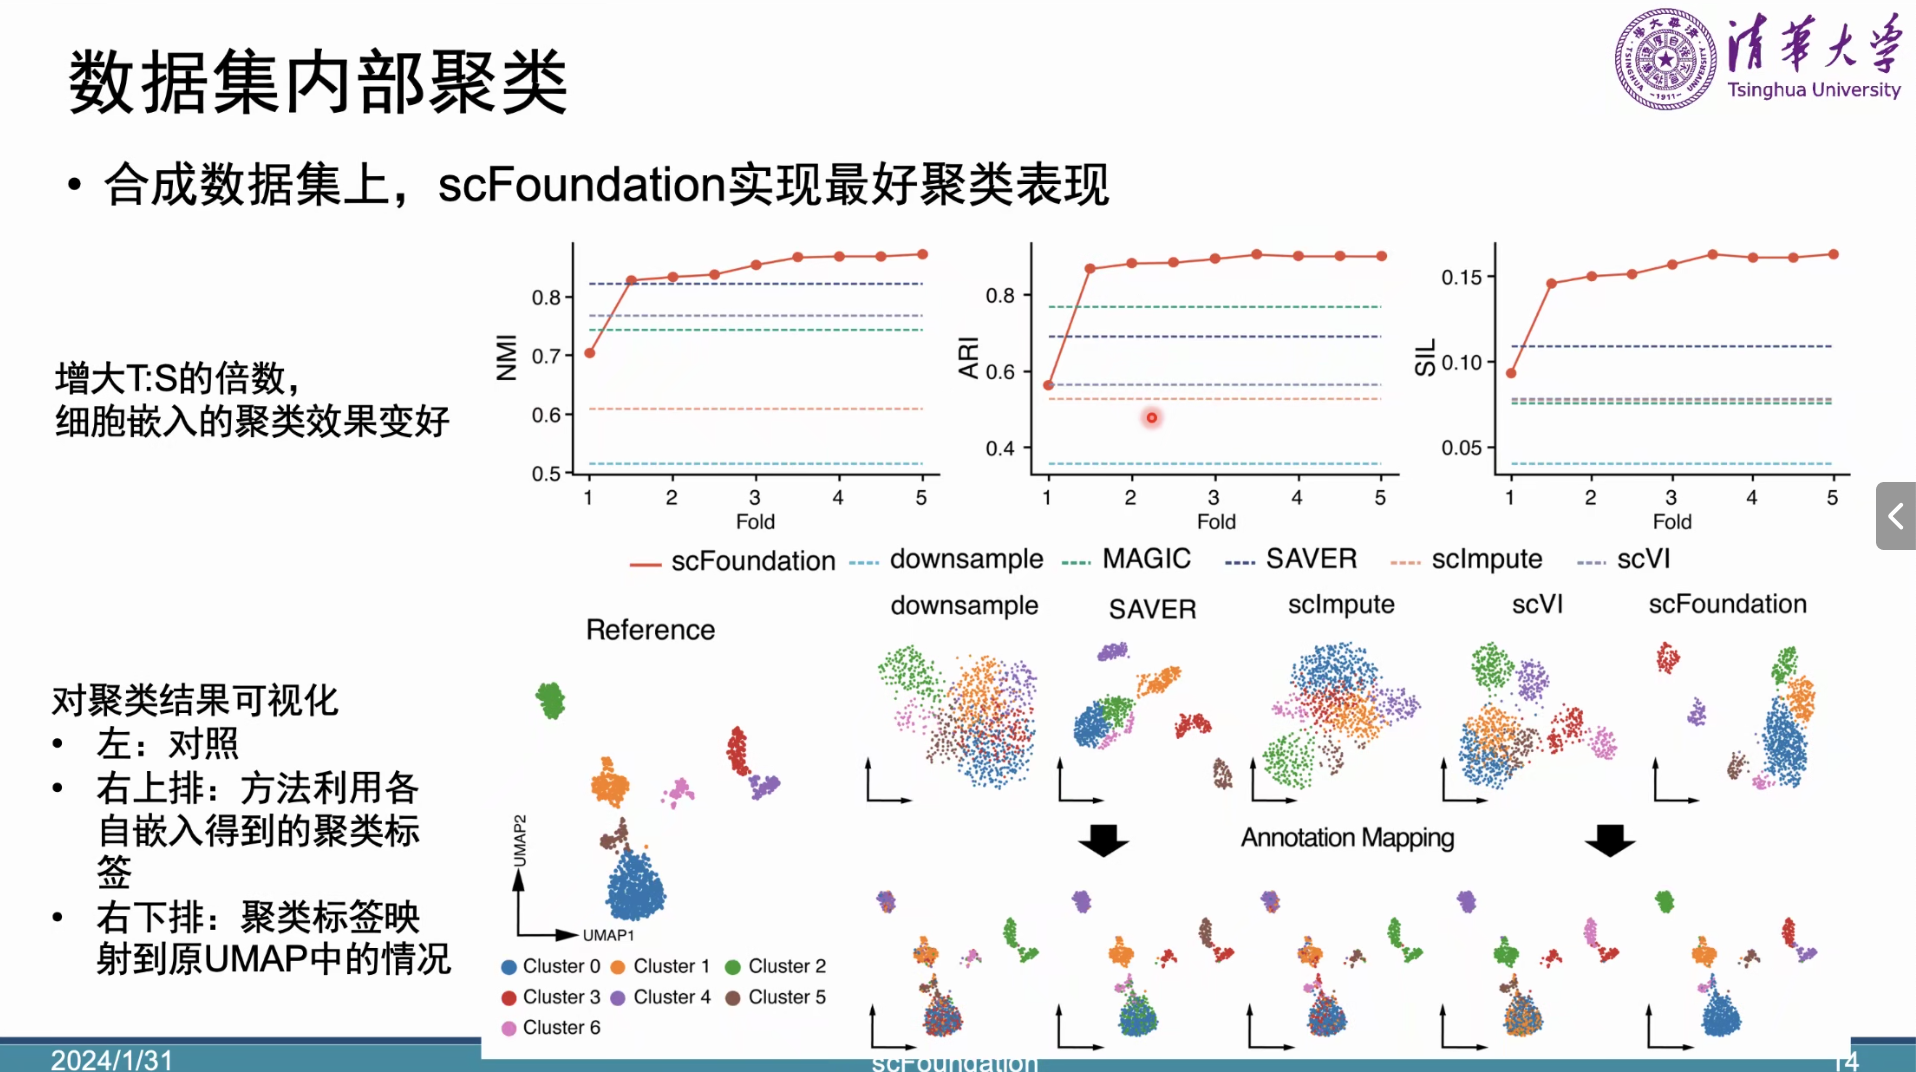 数据集内部聚类
清华大学
Tsinghua University
• 合成数据集上，scFoundation实现最好聚类表现
增大T:S的倍数，
细胞嵌入的聚类效果变好
NMI
0.8
0.7
0.6
0.5
1 2 3 4 5
Fold
ARI
0.8
0.6
0.4
1 2 3 4 5
Fold
SIL
0.15
0.10
0.05
1 2 3 4 5
Fold
scFoundation downsample MAGIC SAVER scImpute scVI
对聚类结果可视化
• 左：对照
• 右上排：方法利用各
自嵌入得到的聚类标
签
• 右下排：聚类标签映
射到原UMAP中的情况
Reference
UMAP2
UMAP1
Cluster 0 Cluster 1 Cluster 2
Cluster 3 Cluster 4 Cluster 5
Cluster 6
downsample SAVER scImpute scVI scFoundation
Annotation Mapping
2024/1/31
scFoundation
14